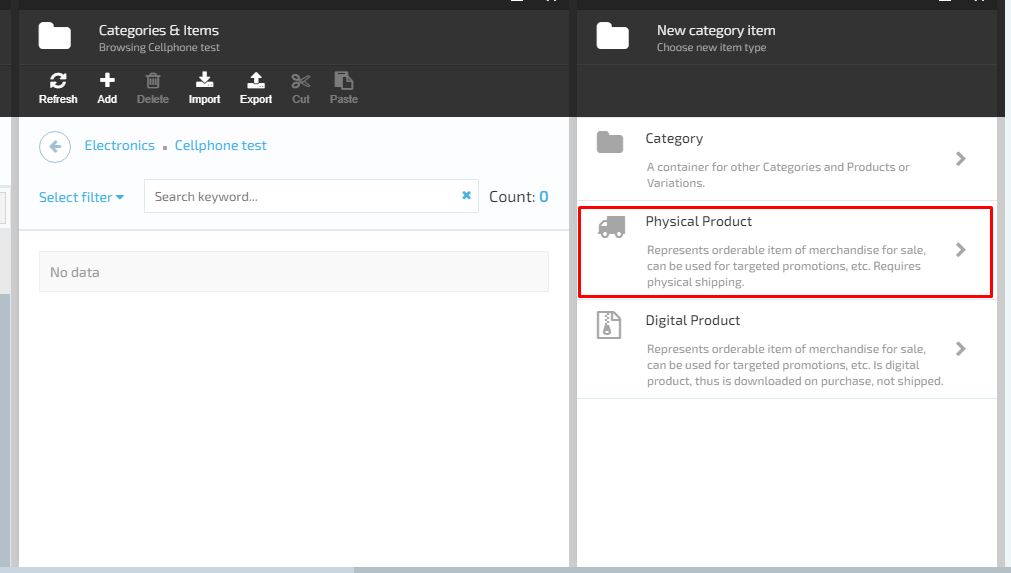 Categories & Items
Browsing Cellphone test
Refresh
Add
Delete
Import
Export
Cut
Paste
Electronics
Cellphone test
Select filter
Search keyword...
Count: 0
No data
New category item
Choose new item type
Category
A container for other Categories and Products or
Variations.
Physical Product
Represents orderable item of merchandise for sale,
can be used for targeted promotions, etc. Requires
physical shipping.
Digital Product
Represents orderable item of merchandise for sale,
can be used for targeted promotions, etc. Is digital
product, thus is downloaded on purchase, not shipped.